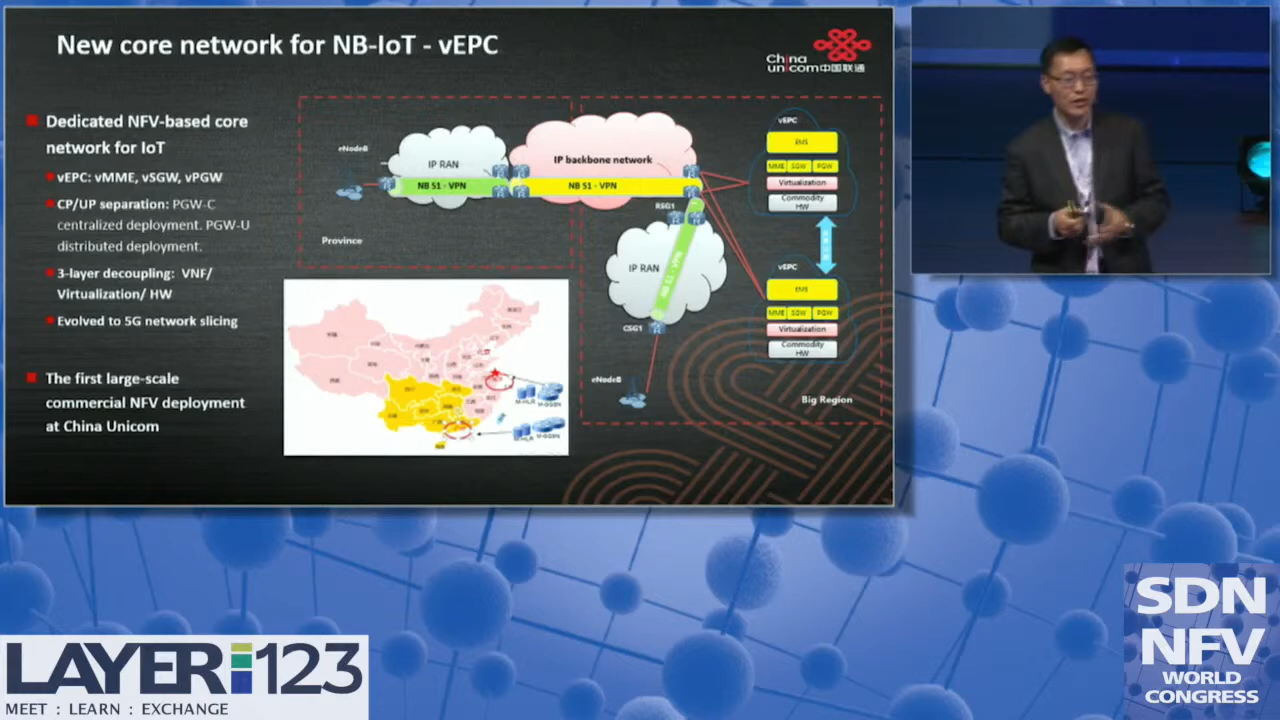 New core network for NB-IoT - vEPC
China
unicom中国联通
Dedicated NFV-based core
network for IoT
vEPC: vMME, vSGW, vPGW
CP/UP separation: PGW-C
centralized deployment. PGW-U
distributed deployment.
3-layer decoupling: VNF/
Virtualization/ HW
Evolved to 5G network slicing
The first large-scale
commercial NFV deployment
at China Unicom
eNodeB
IP RAN
NB S1 - VPN
Province
IP backbone network
NB S1 - VPN
RSG1
IP RAN
CSG1
eNodeB
Big Region
vEPC
EMS
MME SGW PGW
Virtualization
Commodity
HW
vEPC
EMS
MME SGW PGW
Virtualization
Commodity
HW
LAYER123
MEET : LEARN : EXCHANGE
SDN
NFV
WORLD
CONGRESS